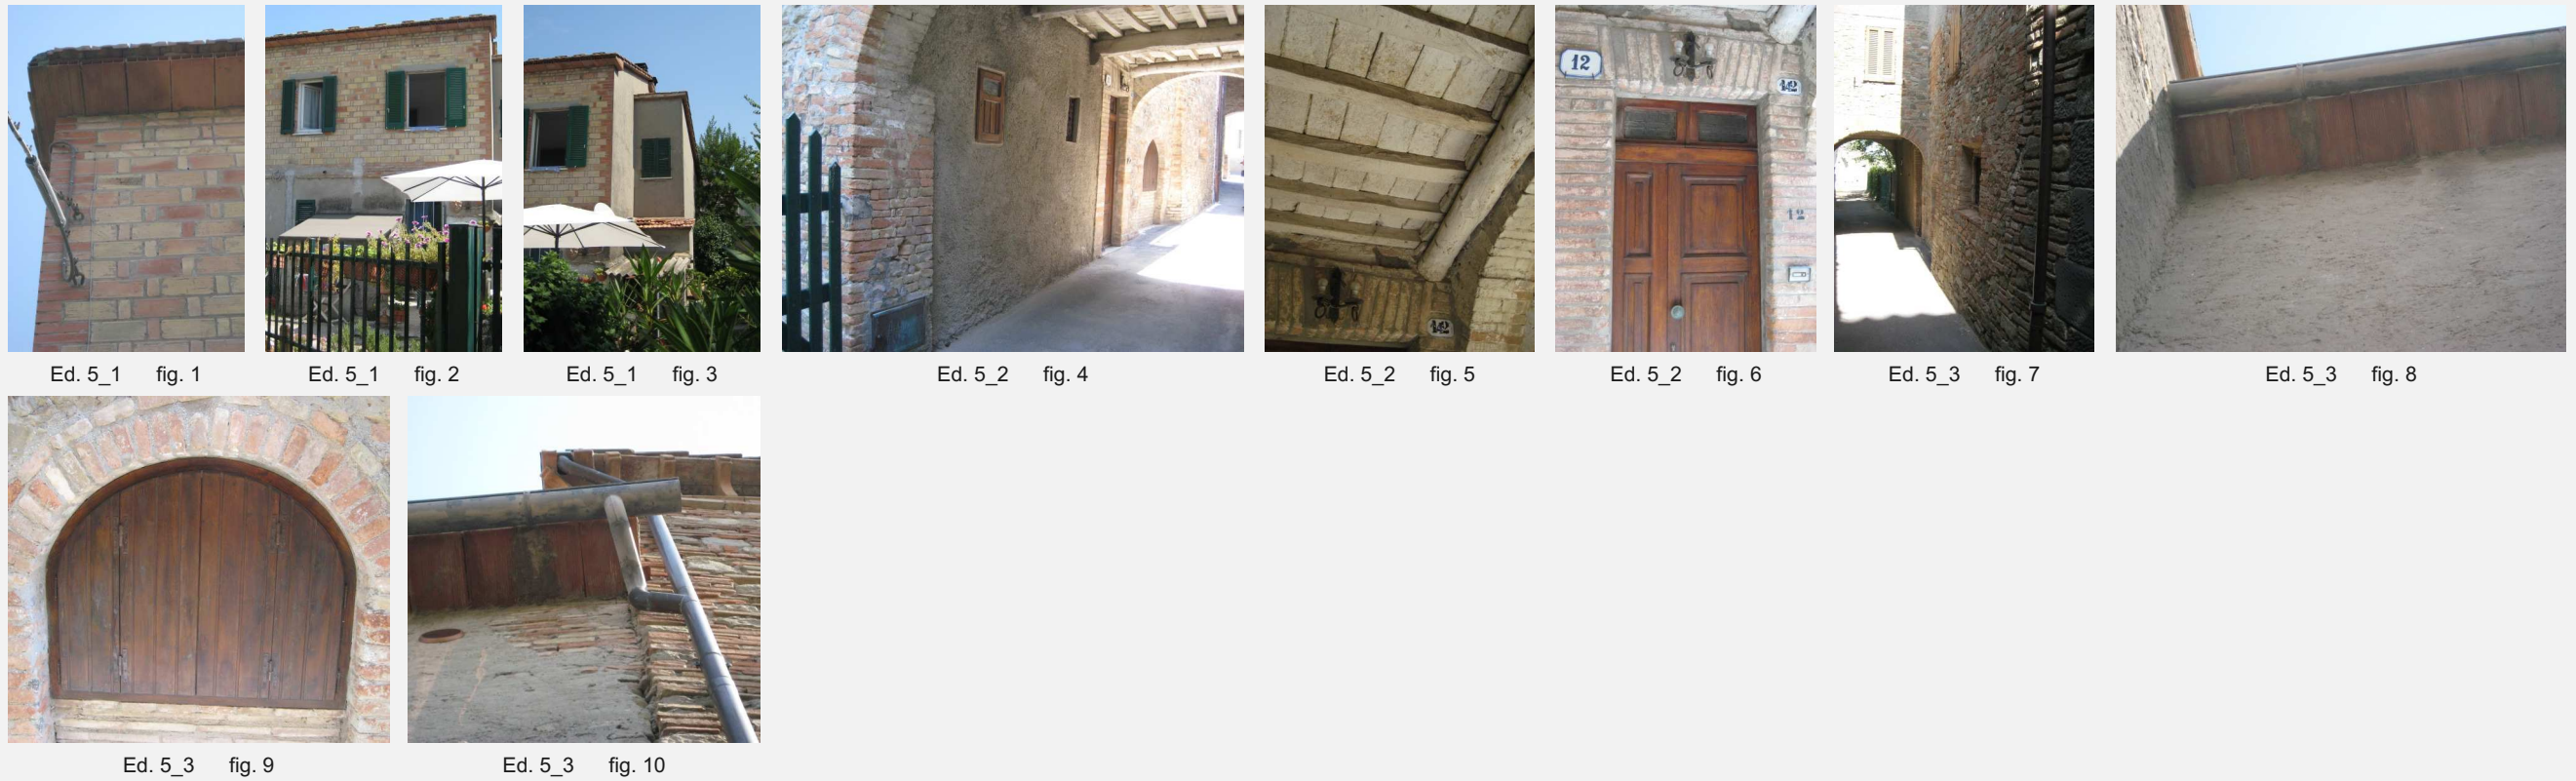 Ed. 5_1 fig. 1
Ed. 5_1 fig. 2
Ed. 5_1 fig. 3
Ed. 5_2 fig. 4
12
Ed. 5_2 fig. 5
12
12
12
Ed. 5_2 fig. 6
Ed. 5_3 fig. 7
Ed. 5_3 fig. 8
Ed. 5_3 fig. 9
Ed. 5_3 fig. 10